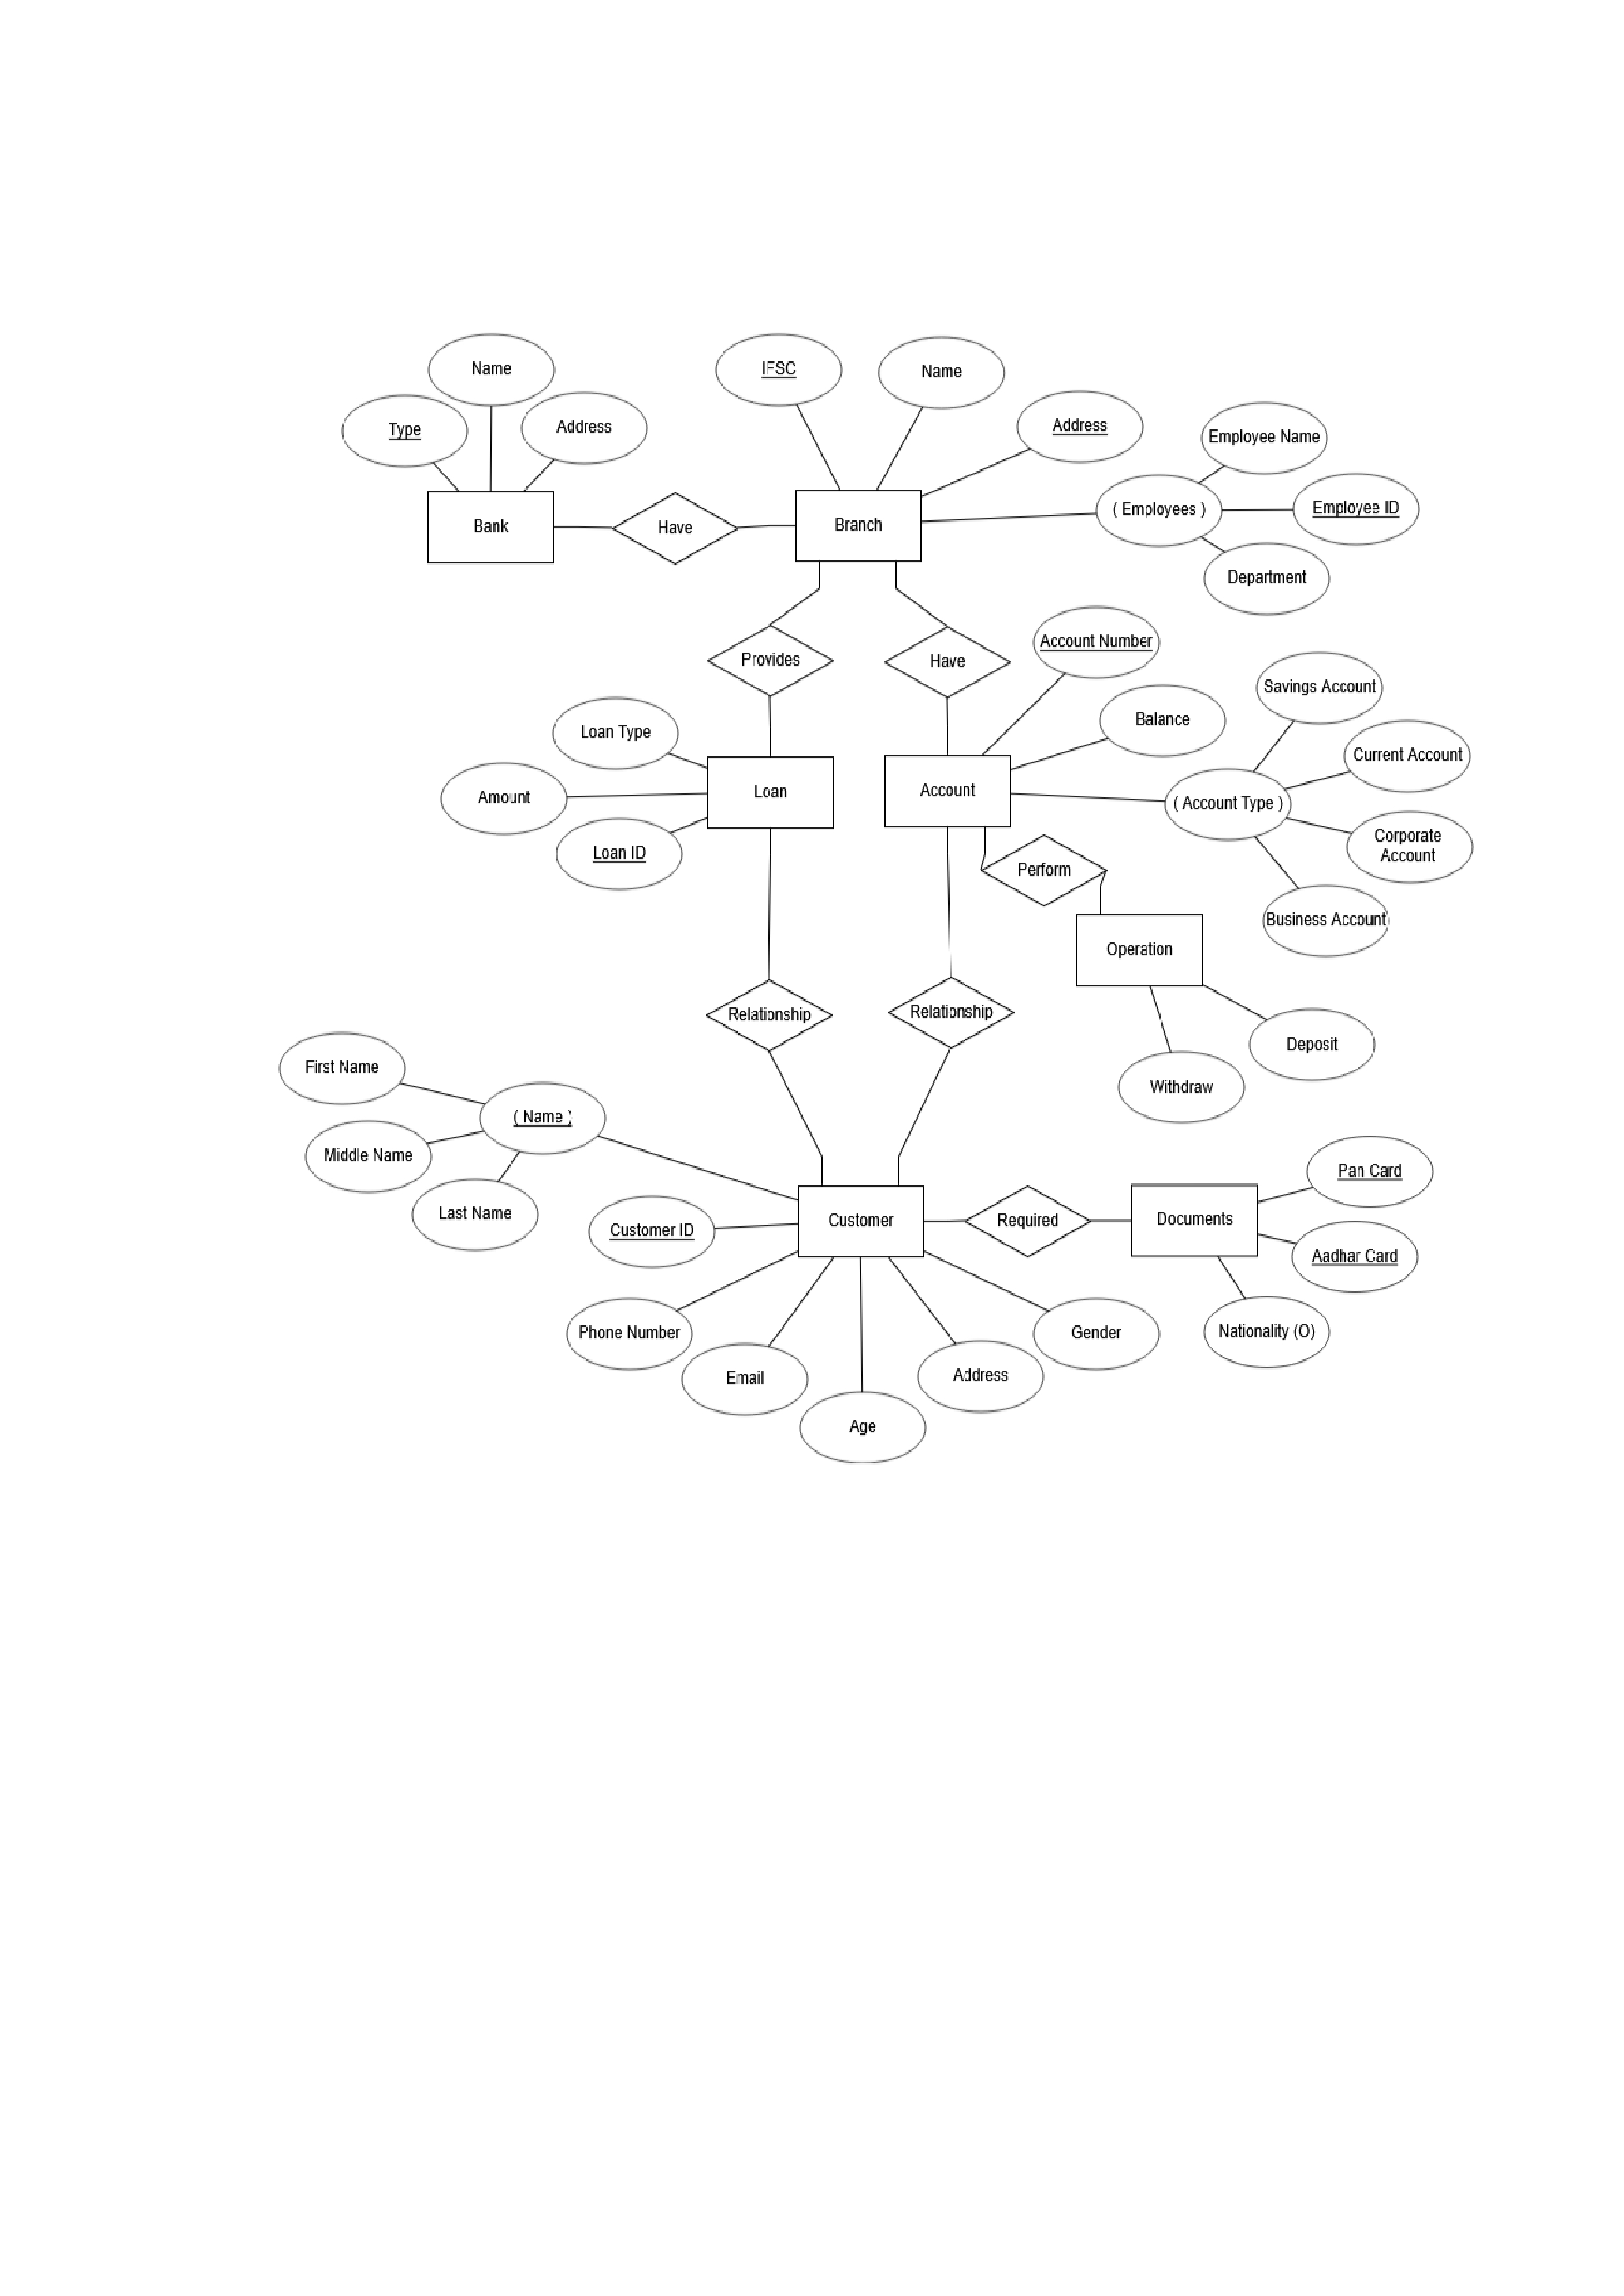 Name
IFSC
Name
Type
Address
Address
Employee Name
( Employees )
Employee ID
Bank
Have
Branch
Department
Account Number
Provides
Have
Savings Account
Loan Type
Balance
Current Account
Amount
Loan
Account
( Account Type )
Corporate
Account
Loan ID
Perform
Business Account
Operation
Relationship
Relationship
Deposit
First Name
Withdraw
( Name )
Middle Name
Pan Card
Last Name
Customer ID
Customer
Required
Documents
Aadhar Card
Phone Number
Gender
Nationality (O)
Email
Address
Age